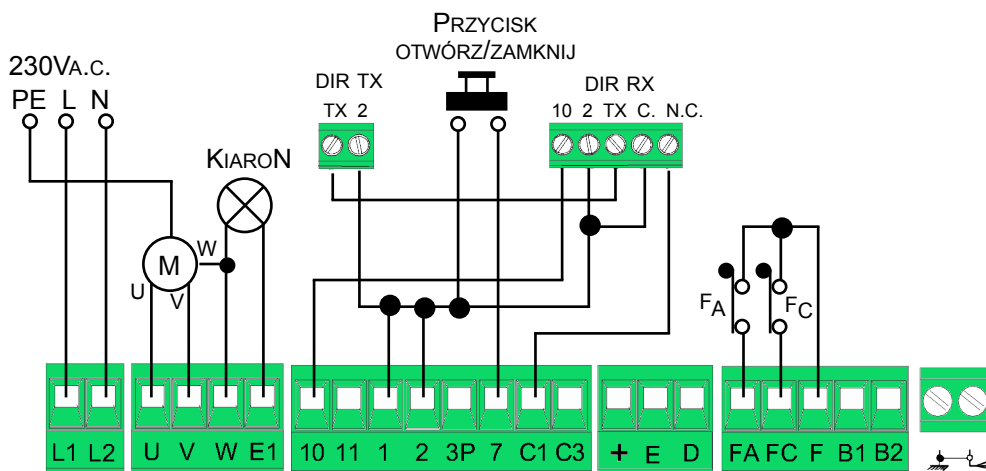 PRZYCISK
OTWÓRZ/ZAMKNIJ
230VA.C.
PE L N
DIR TX
TX 2
DIR RX
10 2 TX C. N.C.
KIARON
M
W
U
V
FA
FC
L1 L2
U V W E1
10 11 1 2 3P 7 C1 C3
+ E D
FA FC F B1 B2